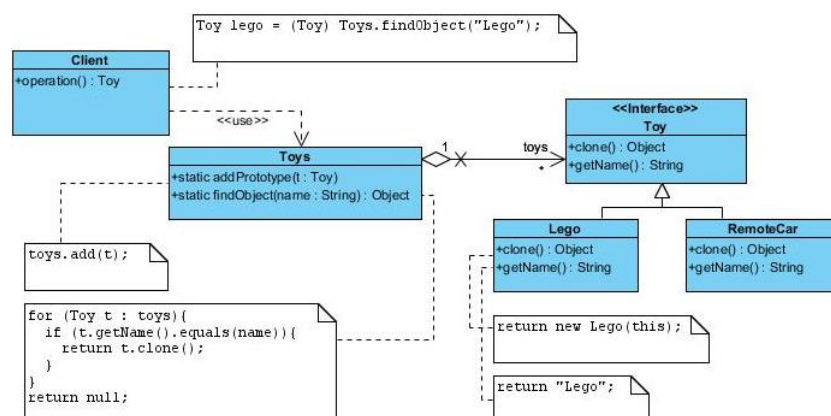 Toy lego = (Toy) Toys.findObject("Lego");
Client
+operation() : Toy
<<use>>
Toys
+static addPrototype(t : Toy)
+static findObject(name : String) : Object
1
toys
*
<<Interface>>
Toy
+clone() : Object
+getName() : String
Lego
+clone() : Object
+getName() : String
RemoteCar
+clone() : Object
+getName() : String
toys.add(t);
for (Toy t : toys){
if (t.getName().equals(name)){
return t.clone();
}
}
return null;
return new Lego(this);
return "Lego";